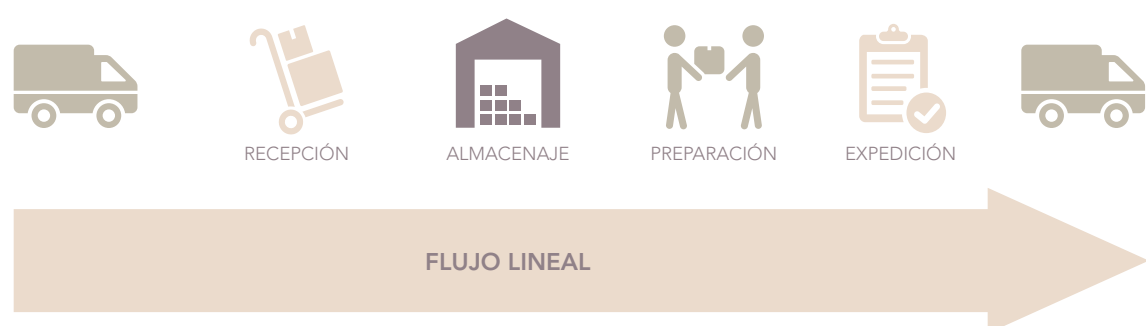 RECEPCIÓN
ALMACENAJE
PREPARACIÓN
EXPEDICIÓN
FLUJO LINEAL